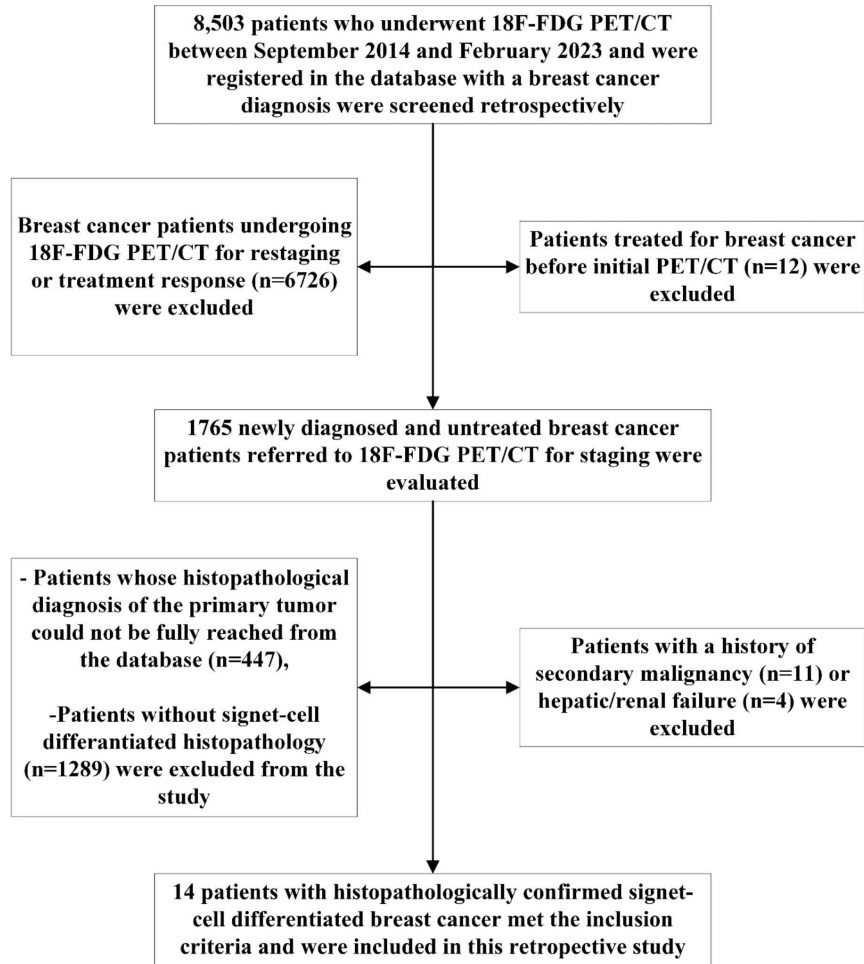 8,503 patients who underwent 18F-FDG PET/CT
between September 2014 and February 2023 and were
registered in the database with a breast cancer
diagnosis were screened retrospectively
Breast cancer patients undergoing
18F-FDG PET/CT for restaging
or treatment response (n=6726)
were excluded
Patients treated for breast cancer
before initial PET/CT (n=12) were
excluded
1765 newly diagnosed and untreated breast cancer
patients referred to 18F-FDG PET/CT for staging were
evaluated
- Patients whose histopathological
diagnosis of the primary tumor
could not be fully reached from
the database (n=447),
-Patients without signet-cell
differantiated histopathology
(n=1289) were excluded from the
study
Patients with a history of
secondary malignancy (n=11) or
hepatic/renal failure (n=4) were
excluded
14 patients with histopathologically confirmed signet-
cell differentiated breast cancer met the inclusion
criteria and were included in this retropective study